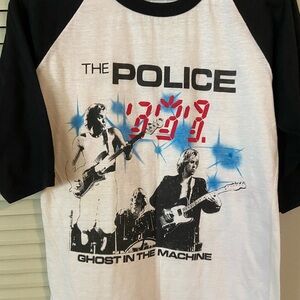 THE POLICE
GHOST IN THE MACHINE